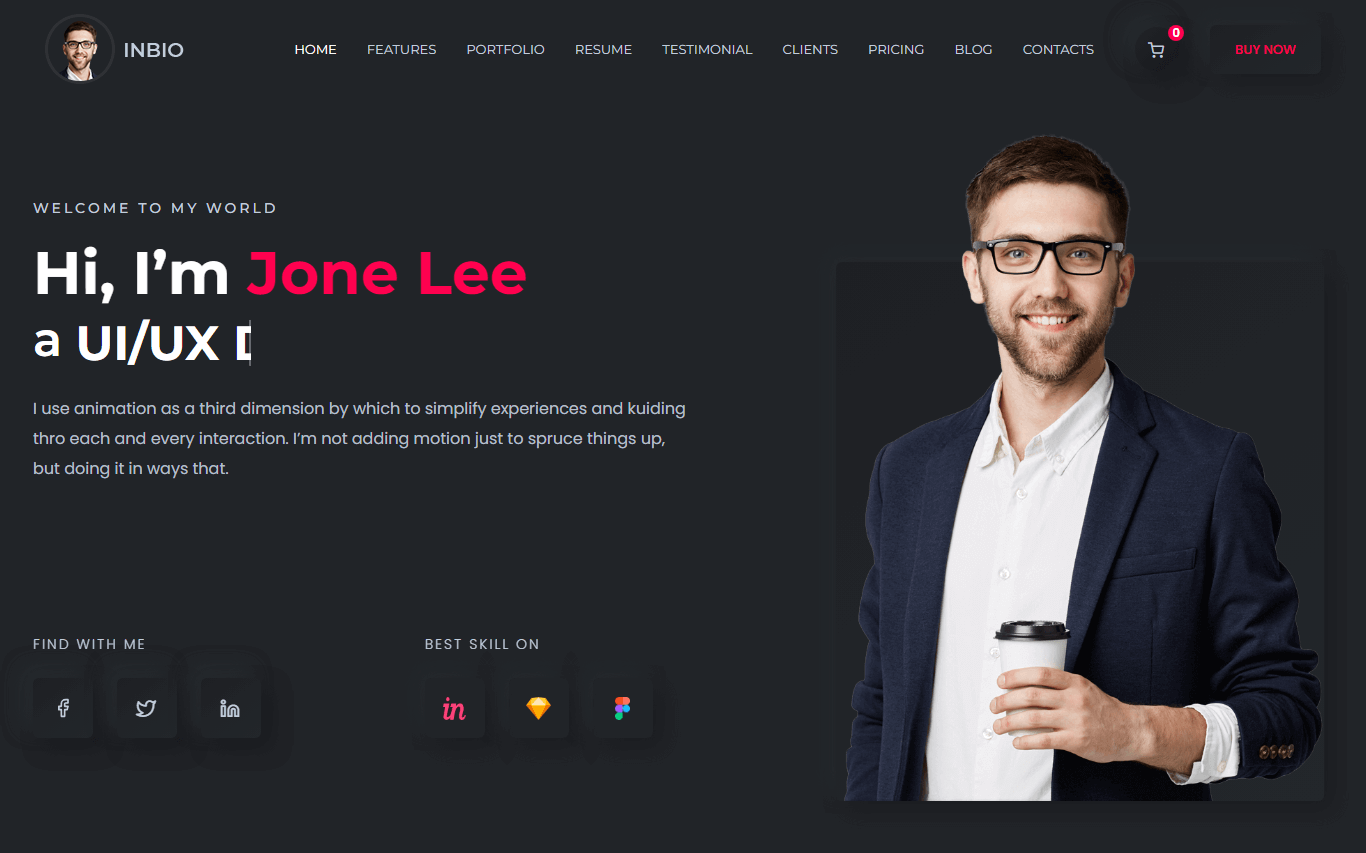 INBIO
HOME FEATURES PORTFOLIO RESUME TESTIMONIAL CLIENTS PRICING BLOG CONTACTS
0
BUY NOW
WELCOME TO MY WORLD
Hi, I’m Jone Lee
a UI/UX D
I use animation as a third dimension by which to simplify experiences and kuiding
thro each and every interaction. I’m not adding motion just to spruce things up,
but doing it in ways that.
FIND WITH ME
BEST SKILL ON
in
in